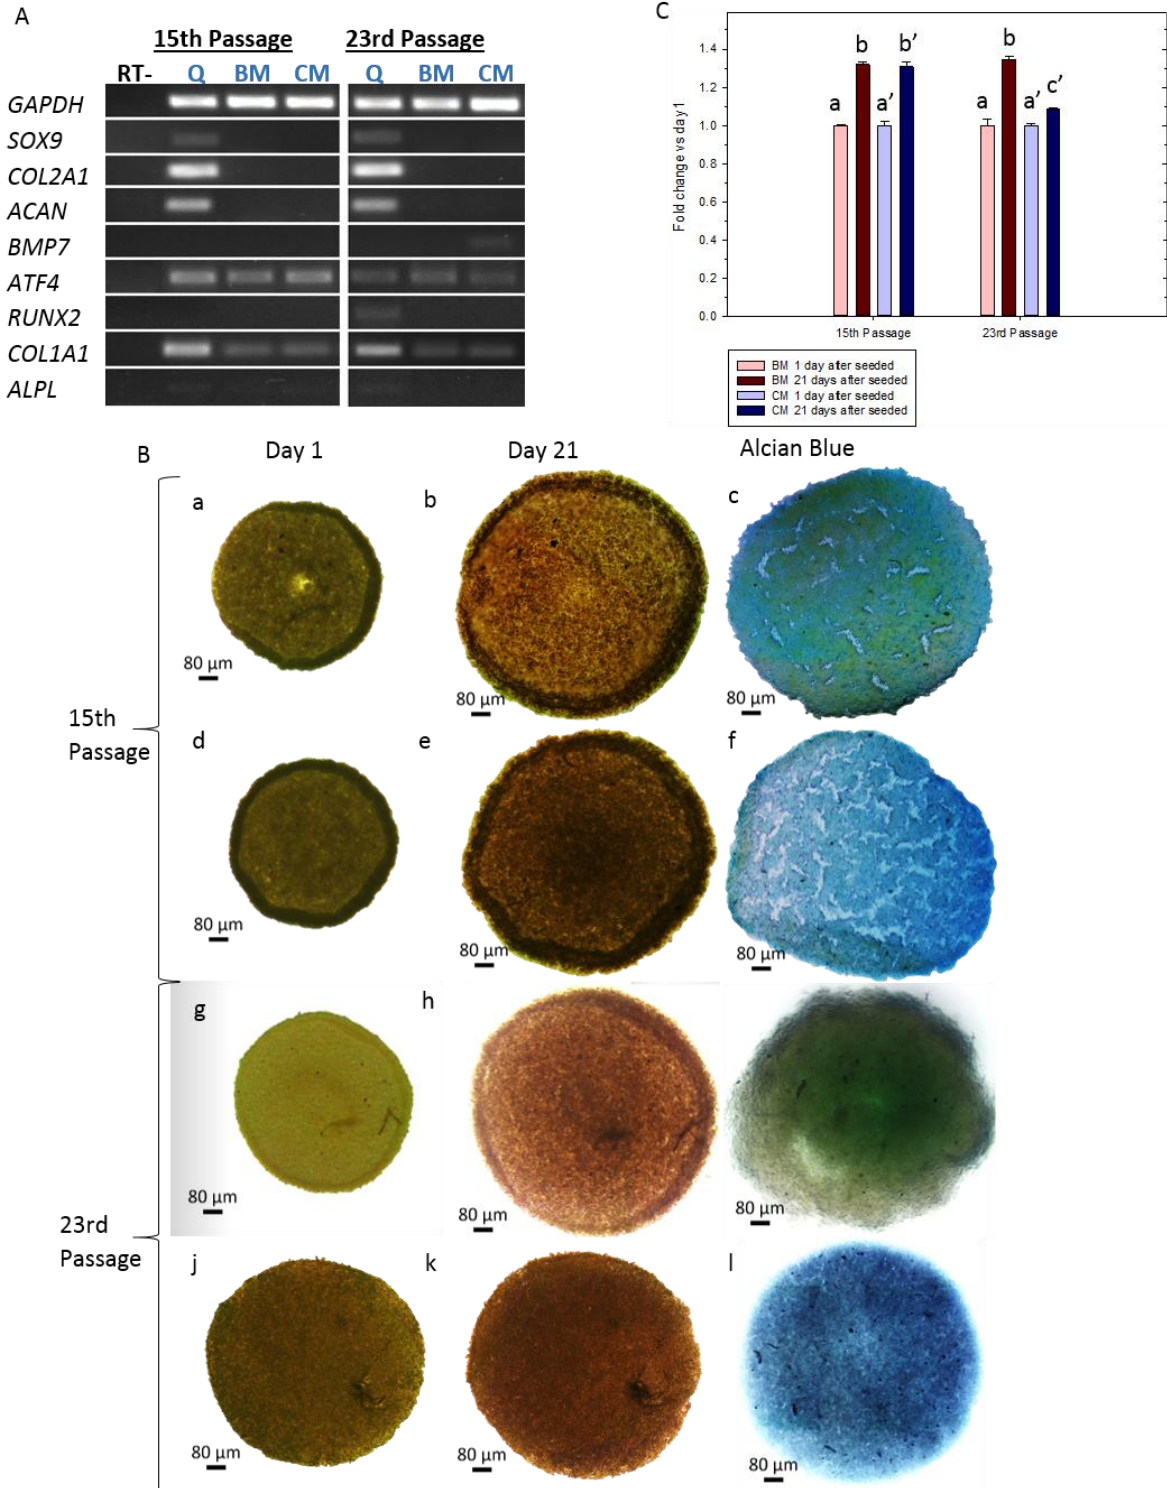 A
15th Passage 23rd Passage
RT- Q BM CM Q BM CM
GAPDH
SOX9
COL2A1
ACAN
BMP7
ATF4
RUNX2
COL1A1
ALPL
C
Fold change vs day1
1.4
1.2
1.0
0.8
0.6
0.4
0.2
0.0
a b a’ b’ a b a’ c’
15th Passage 23rd Passage
BM 1 day after seeded
BM 21 days after seeded
CM 1 day after seeded
CM 21 days after seeded
B Day 1 Day 21 Alcian Blue
a b c
80 µm 80 µm 80 µm
15th
Passage
d e f
80 µm 80 µm 80 µm
g h
80 µm 80 µm 80 µm
23rd
Passage
j k l
80 µm 80 µm 80 µm